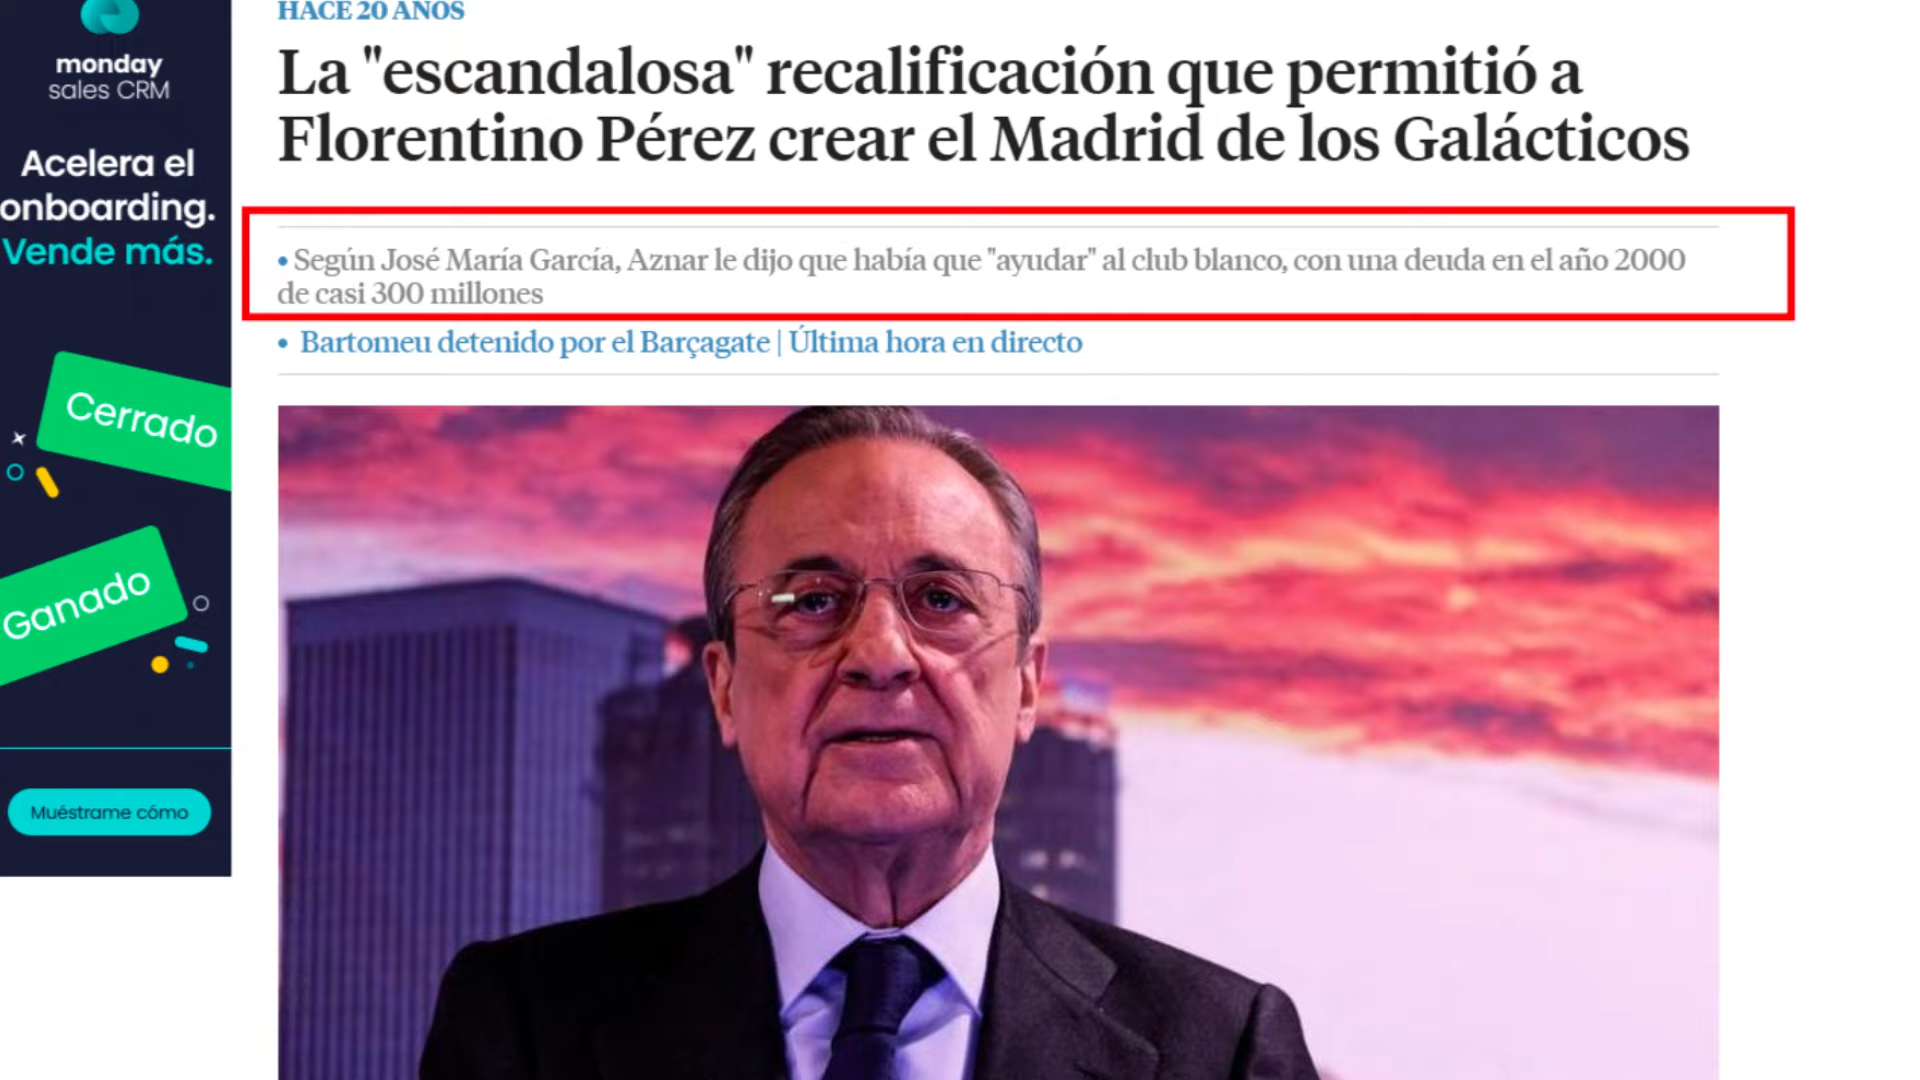 HACE 20 AÑOS
La "escandalosa" recalificación que permitió a
Florentino Pérez crear el Madrid de los Galácticos
• Según José María García, Aznar le dijo que había que "ayudar" al club blanco, con una deuda en el año 2000
de casi 300 millones
• Bartomeu detenido por el Barçagate | Última hora en directo
monday
sales CRM
Acelera el
onboarding.
Vende más.
Cerrado
Ganado
Muéstrame cómo